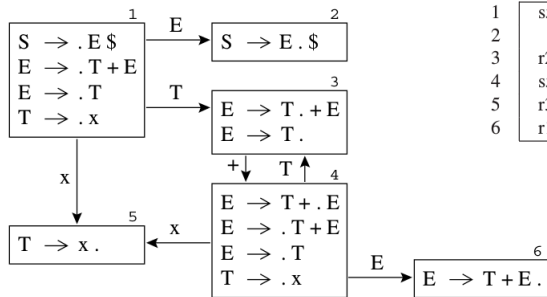 1
S → . E $
E → . T + E
E → . T
T → . x
E
2
S → E . $
T
3
E → T . + E
E → T .
x
+
T
4
E → T + . E
E → . T + E
E → . T
T → . x
x
5
T → x .
E
6
E → T + E .
1
2
3
4
5
6